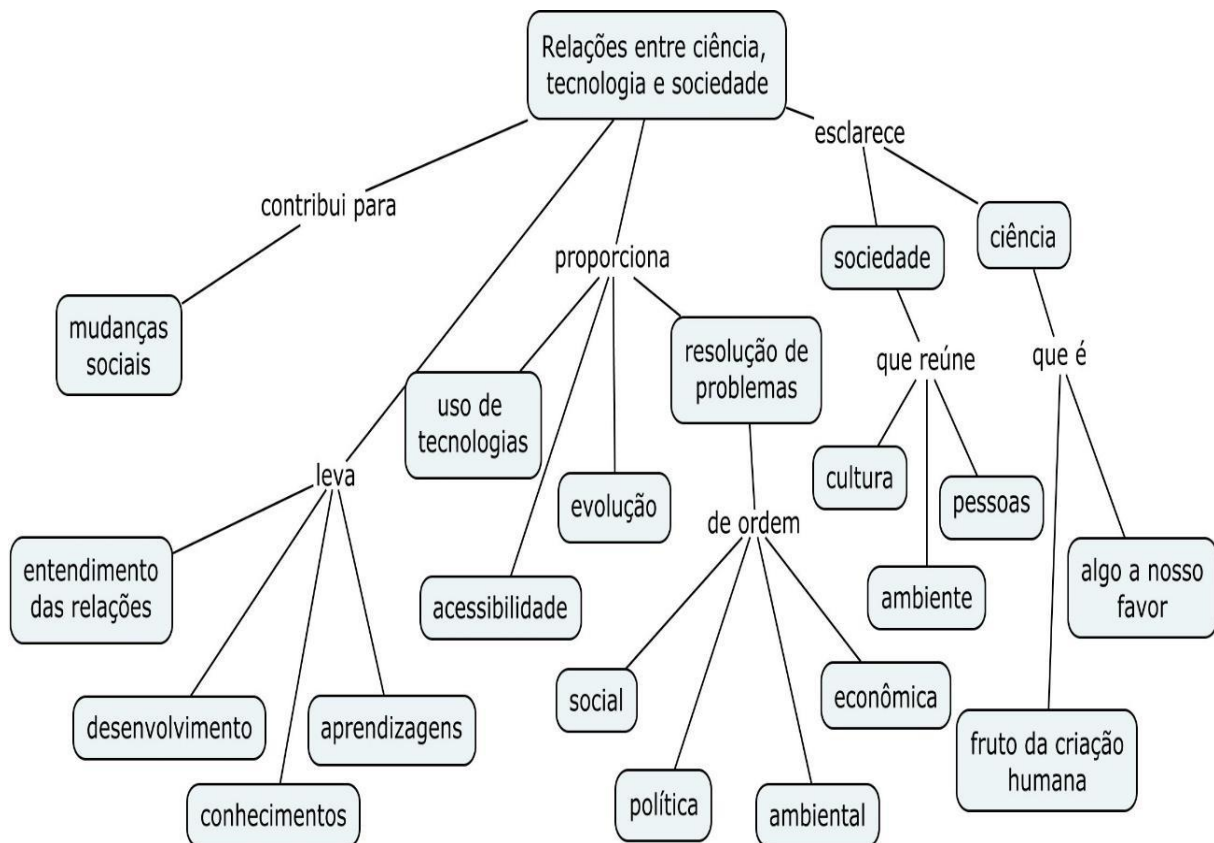 Relações entre ciência,
tecnologia e sociedade
esclarece
contribui para
proporciona
sociedade
ciência
mudanças
sociais
uso de
tecnologias
resolução de
problemas
que reúne
que é
leva
evolução
cultura
pessoas
de ordem
entendimento
das relações
acessibilidade
ambiente
algo a nosso
favor
desenvolvimento
aprendizagens
social
econômica
conhecimentos
política
ambiental
fruto da criação
humana